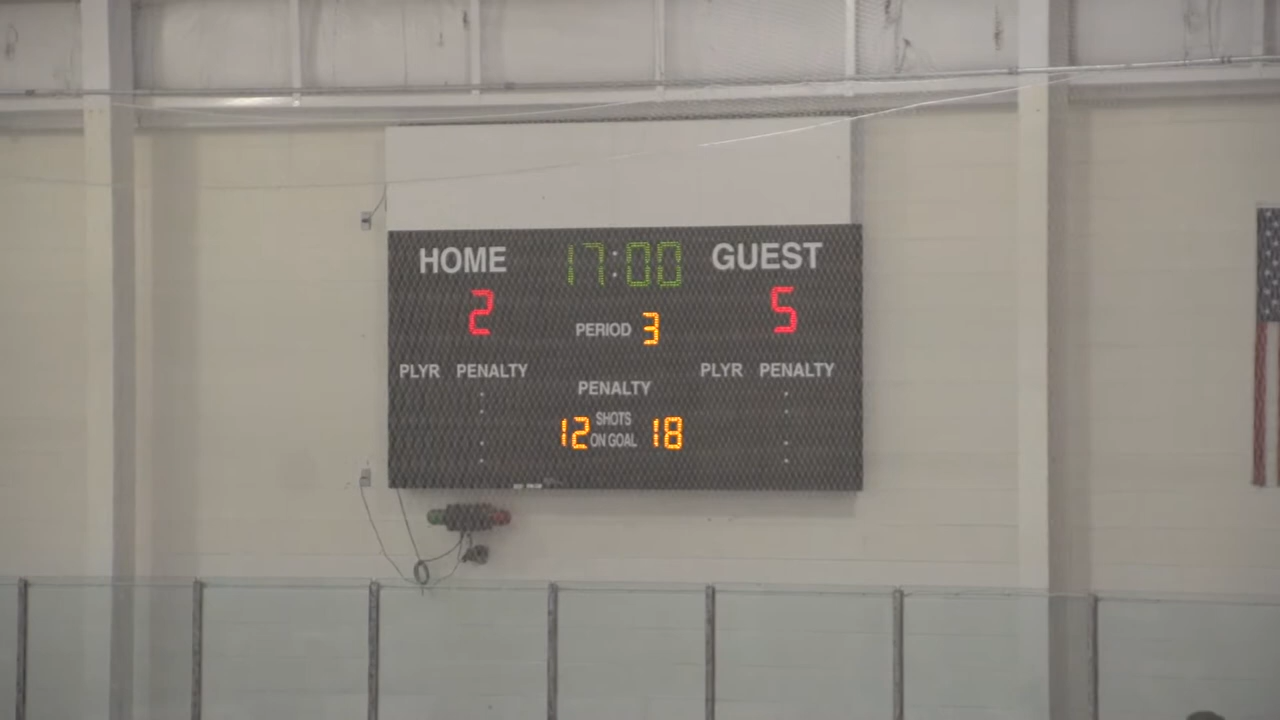 HOME 17:00 GUEST
2 PERIOD 3 5
PLYR PENALTY PLYR PENALTY
PENALTY
12 SHOTS ON GOAL 18